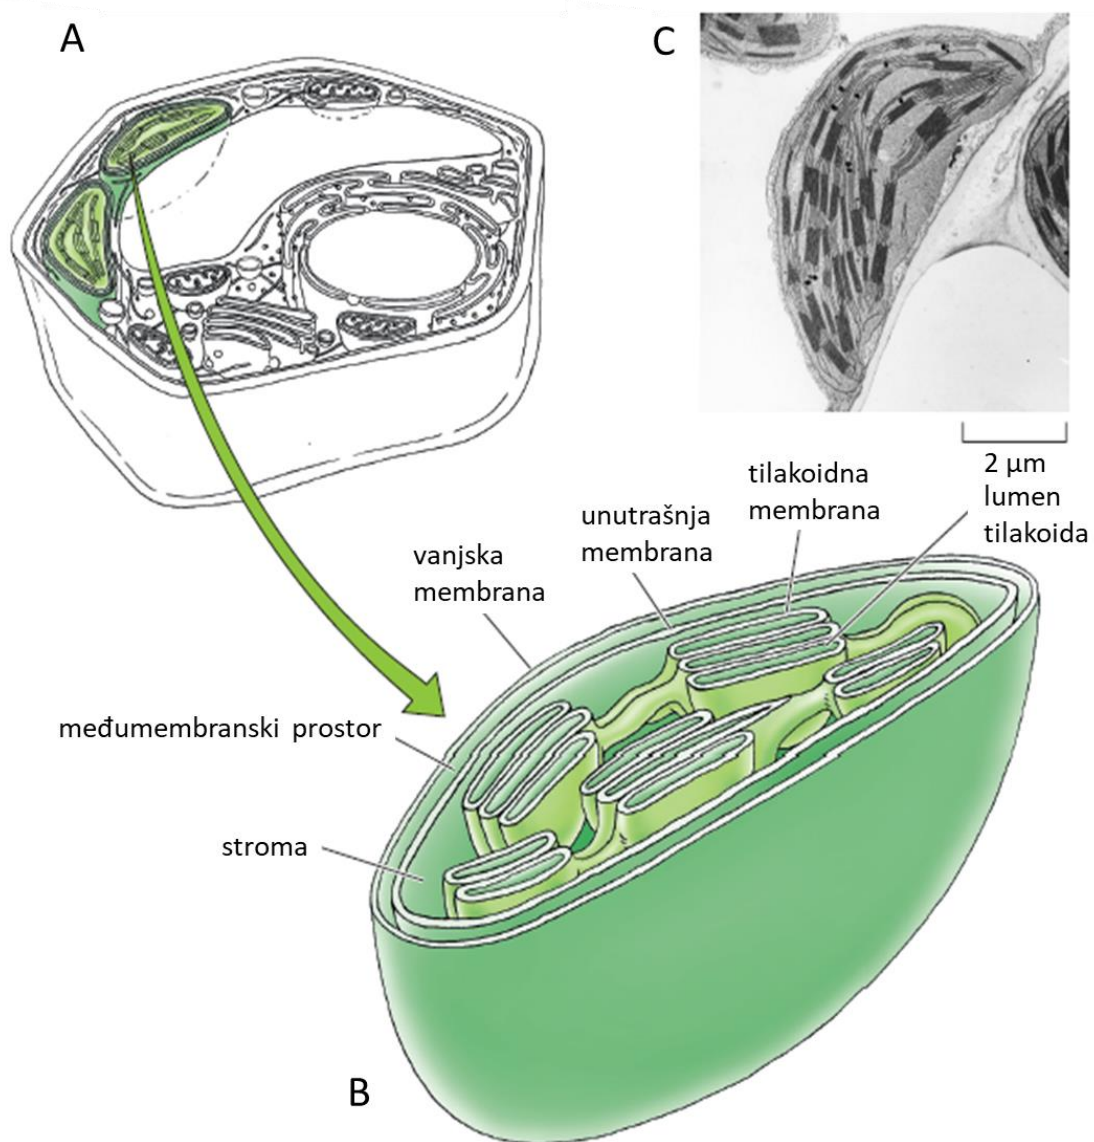 A
C
2 µm
tilakoidna
membrana
lumen
tilakoida
unutrašnja
membrana
vanjska
membrana
međumembranski prostor
stroma
B